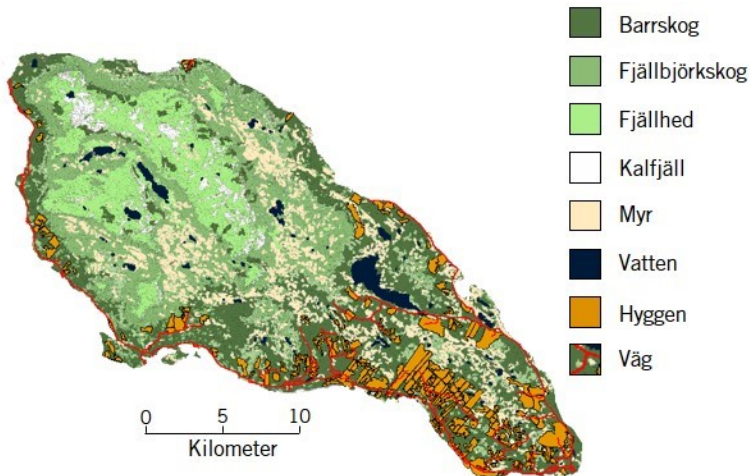 Barrskog
Fjällbjörkskog
Fjällhed
Kalfjäll
Myr
Vatten
Hyggen
Väg
0 5 10
Kilometer